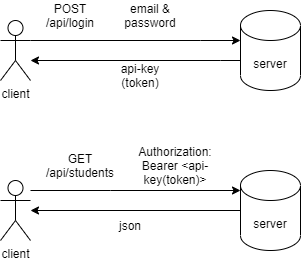 POST
/api/login
email &
password
api-key
(token)
server
client
GET
/api/students
Authorization:
Bearer <api-
key(token)>
json
server
client